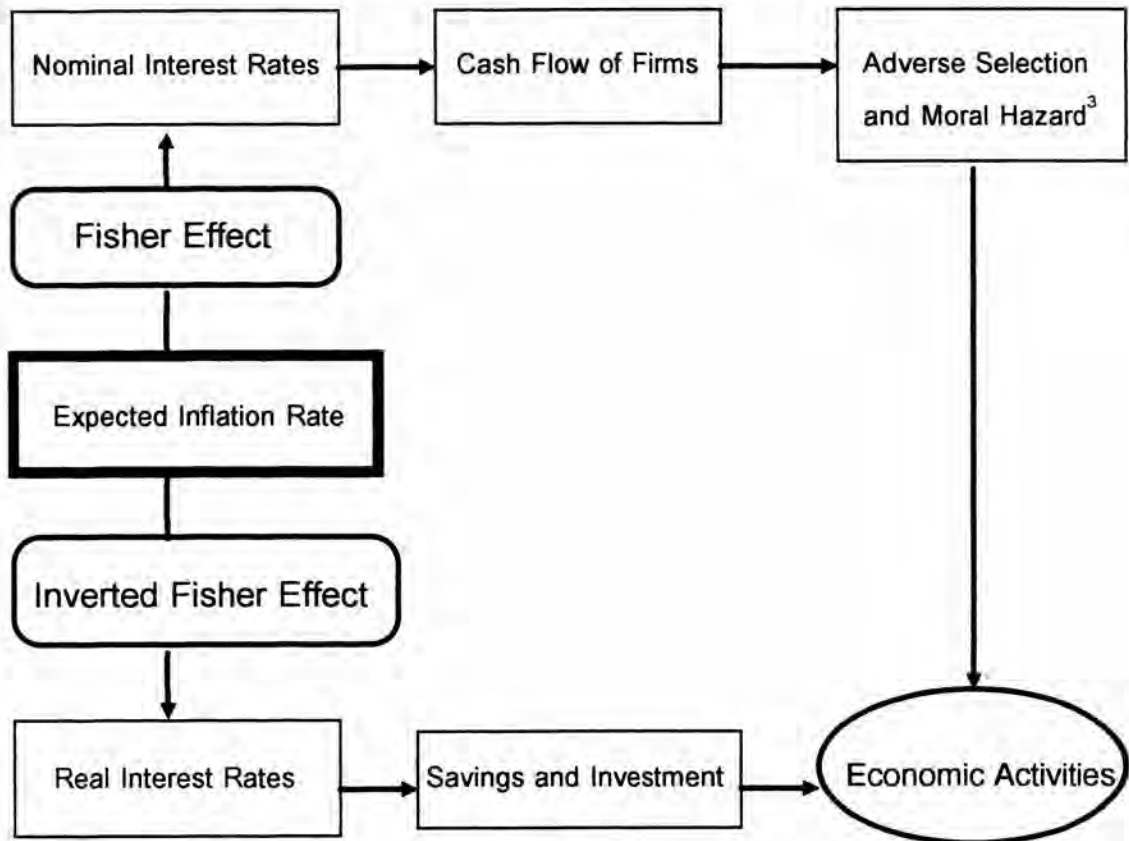 Nominal Interest Rates
Cash Flow of Firms
Adverse Selection
and Moral Hazard³
Fisher Effect
Expected Inflation Rate
Inverted Fisher Effect
Real Interest Rates
Savings and Investment
Economic Activities